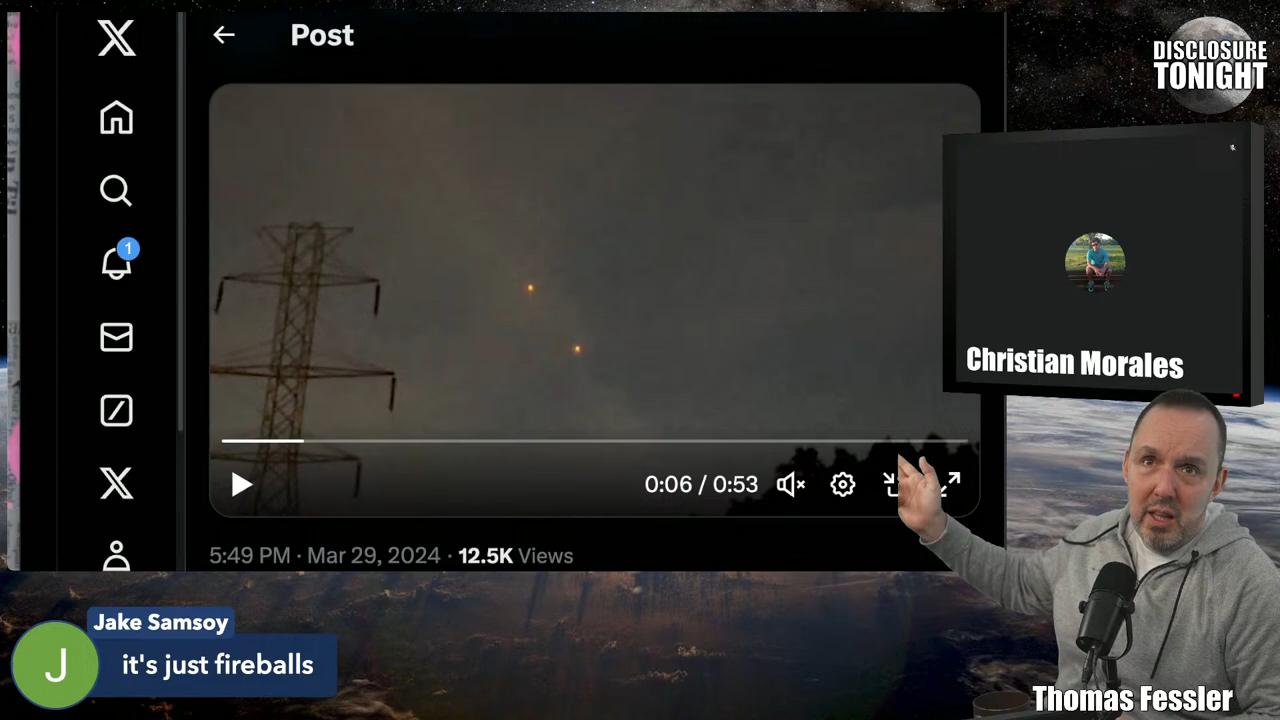 Post
DISCLOSURE
TONIGHT
1
Christian Morales
0:06 / 0:53
5:49 PM · Mar 29, 2024 · 12.5K Views
Jake Samsoy
J
it's just fireballs
Thomas Fessler